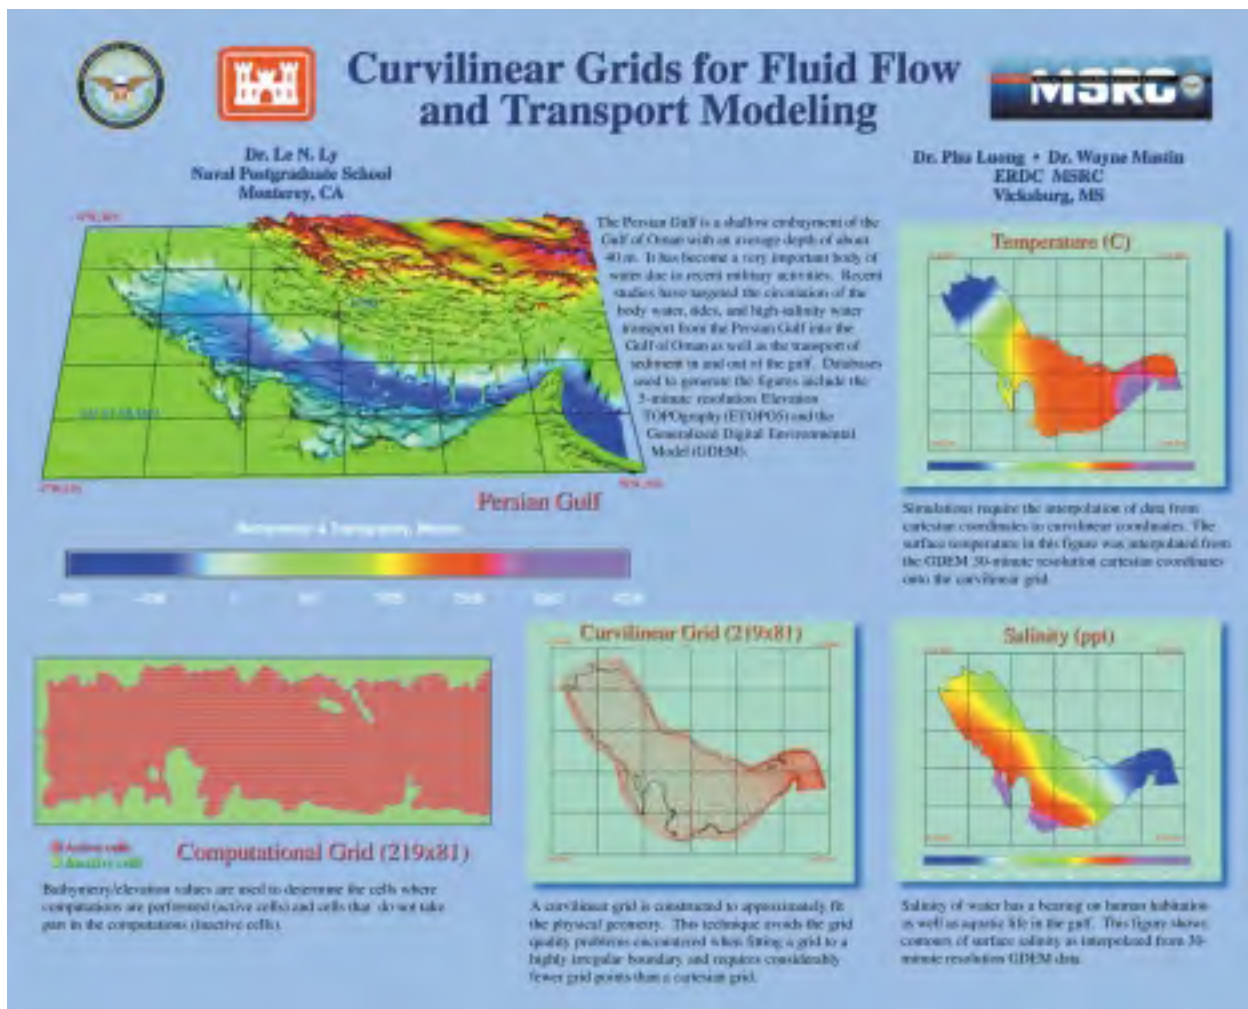 Curvilinear Grids for Fluid Flow
and Transport Modeling
MSRC
Dr. Le N. Ly
Naval Postgraduate School
Monterey, CA
Dr. Phu Luong • Dr. Wayne Mastin
ERDC MSRC
Vicksburg, MS
The Persian Gulf is a shallow embayment of the
Gulf of Oman with an average depth of about
40 m. It has become a very important body of
water due to recent military activities. Recent
studies have targeted the circulation of the
body water, tides, and high-salinity water
transport from the Persian Gulf into the
Gulf of Oman as well as the transport of
sediment in and out of the gulf. Databases
used to generate the figures include the
5-minute resolution Elevation
TOPOgraphy (ETOPO5) and the
Generalized Digital Environmental
Model (GDEM).
Persian Gulf
Temperature (C)
Simulations require the interpolation of data from
cartesian coordinates to curvilinear coordinates. The
surface temperature in this figure was interpolated from
the GDEM 30-minute resolution cartesian coordinates
onto the curvilinear grid.
Active cells
Inactive cells
Computational Grid (219x81)
Bathymetry/elevation values are used to determine the cells where
computations are performed (active cells) and cells that do not take
part in the computations (inactive cells).
Curvilinear Grid (219x81)
A curvilinear grid is constructed to approximately fit
the physical geometry. This technique avoids the grid
quality problems encountered when fitting a grid to a
highly irregular boundary and requires considerably
fewer grid points than a cartesian grid.
Salinity (ppt)
Salinity of water has a bearing on human habitation
as well as aquatic life in the gulf. This figure shows
contours of surface salinity as interpolated from 30-
minute resolution GDEM data.